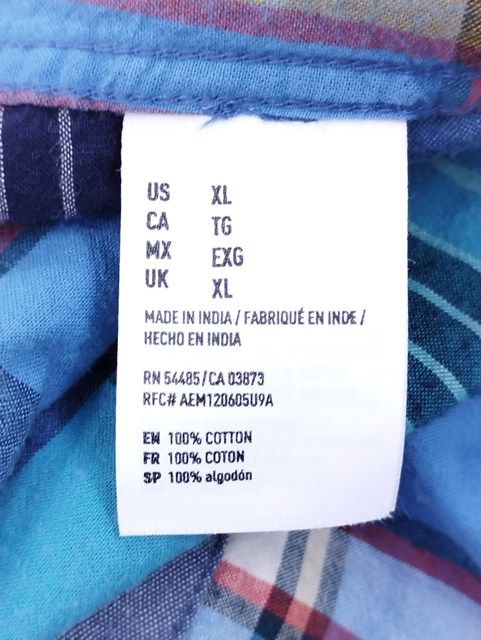 US XL
CA TG
MX EXG
UK XL
MADE IN INDIA / FABRIQUÉ EN INDE /
HECHO EN INDIA
RN 54485/CA 03873
RFC# AEM120605U9A
EN 100% COTTON
FR 100% COTON
SP 100% algodón